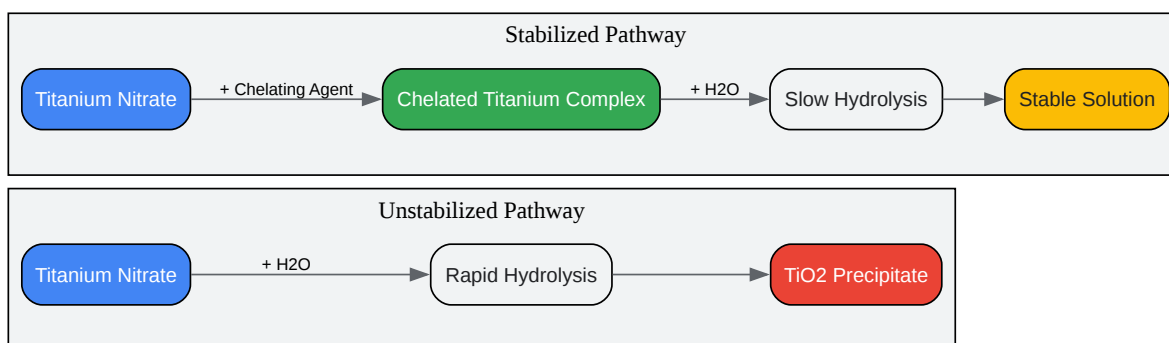 Stabilized Pathway
Titanium Nitrate
+ Chelating Agent
Chelated Titanium Complex
+ H2O
Slow Hydrolysis
Stable Solution
Unstabilized Pathway
Titanium Nitrate
+ H2O
Rapid Hydrolysis
TiO2 Precipitate